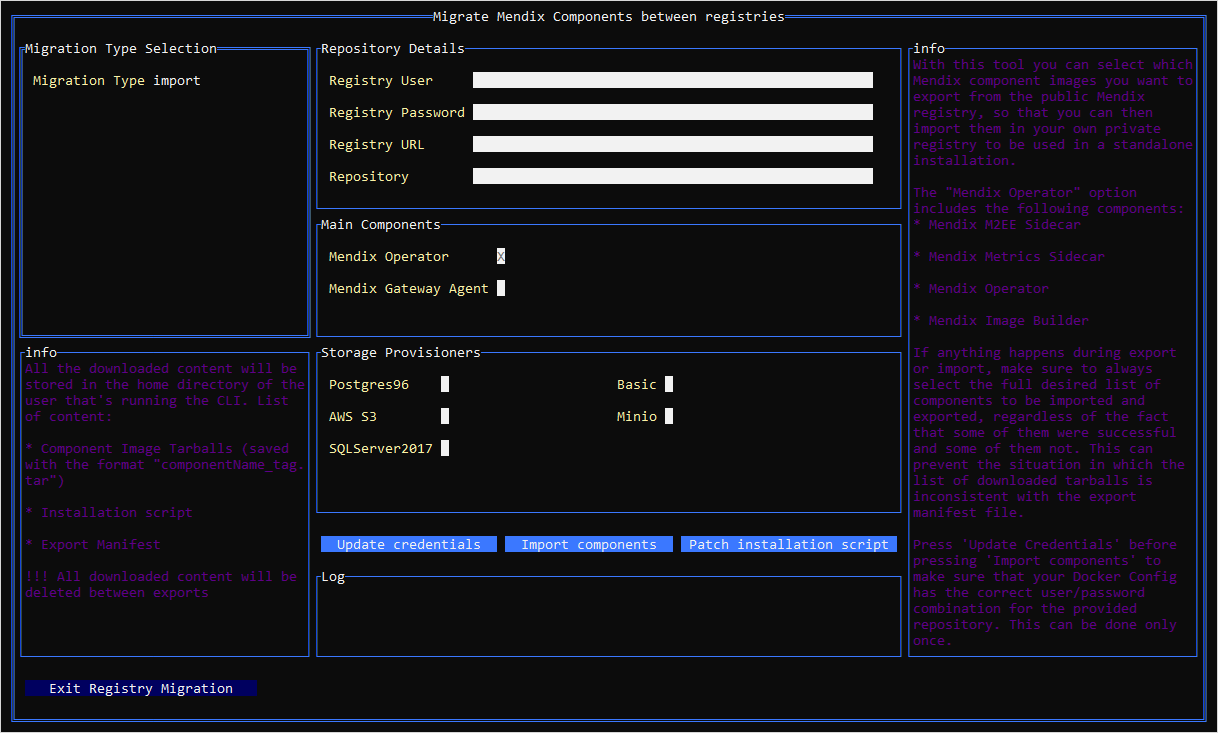 Migrate Mendix Components between registries
Migration Type Selection
Migration Type import
info
All the downloaded content will be
stored in the home directory of the
user that's running the CLI. List
of content:
* Component Image Tarballs (saved
with the format "componentName_tag.
tar")
* Installation script
* Export Manifest
!!! All downloaded content will be
deleted between exports
Exit Registry Migration
Repository Details
Registry User
Registry Password
Registry URL
Repository
Main Components
Mendix Operator X
Mendix Gateway Agent
Storage Provisioners
Postgres96 Basic
AWS S3 Minio
SQLServer2017
Update credentials Import components Patch installation script
Log
info
With this tool you can select which
Mendix component images you want to
export from the public Mendix
registry, so that you can then
import them in your own private
registry to be used in a standalone
installation.
The "Mendix Operator" option
includes the following components:
* Mendix M2EE Sidecar
* Mendix Metrics Sidecar
* Mendix Operator
* Mendix Image Builder
If anything happens during export
or import, make sure to always
select the full desired list of
components to be imported and
exported, regardless of the fact
that some of them were successful
and some of them not. This can
prevent the situation in which the
list of downloaded tarballs is
inconsistent with the export
manifest file.
Press 'Update Credentials' before
pressing 'Import components' to
make sure that your Docker Config
has the correct user/password
combination for the provided
repository. This can be done only
once.